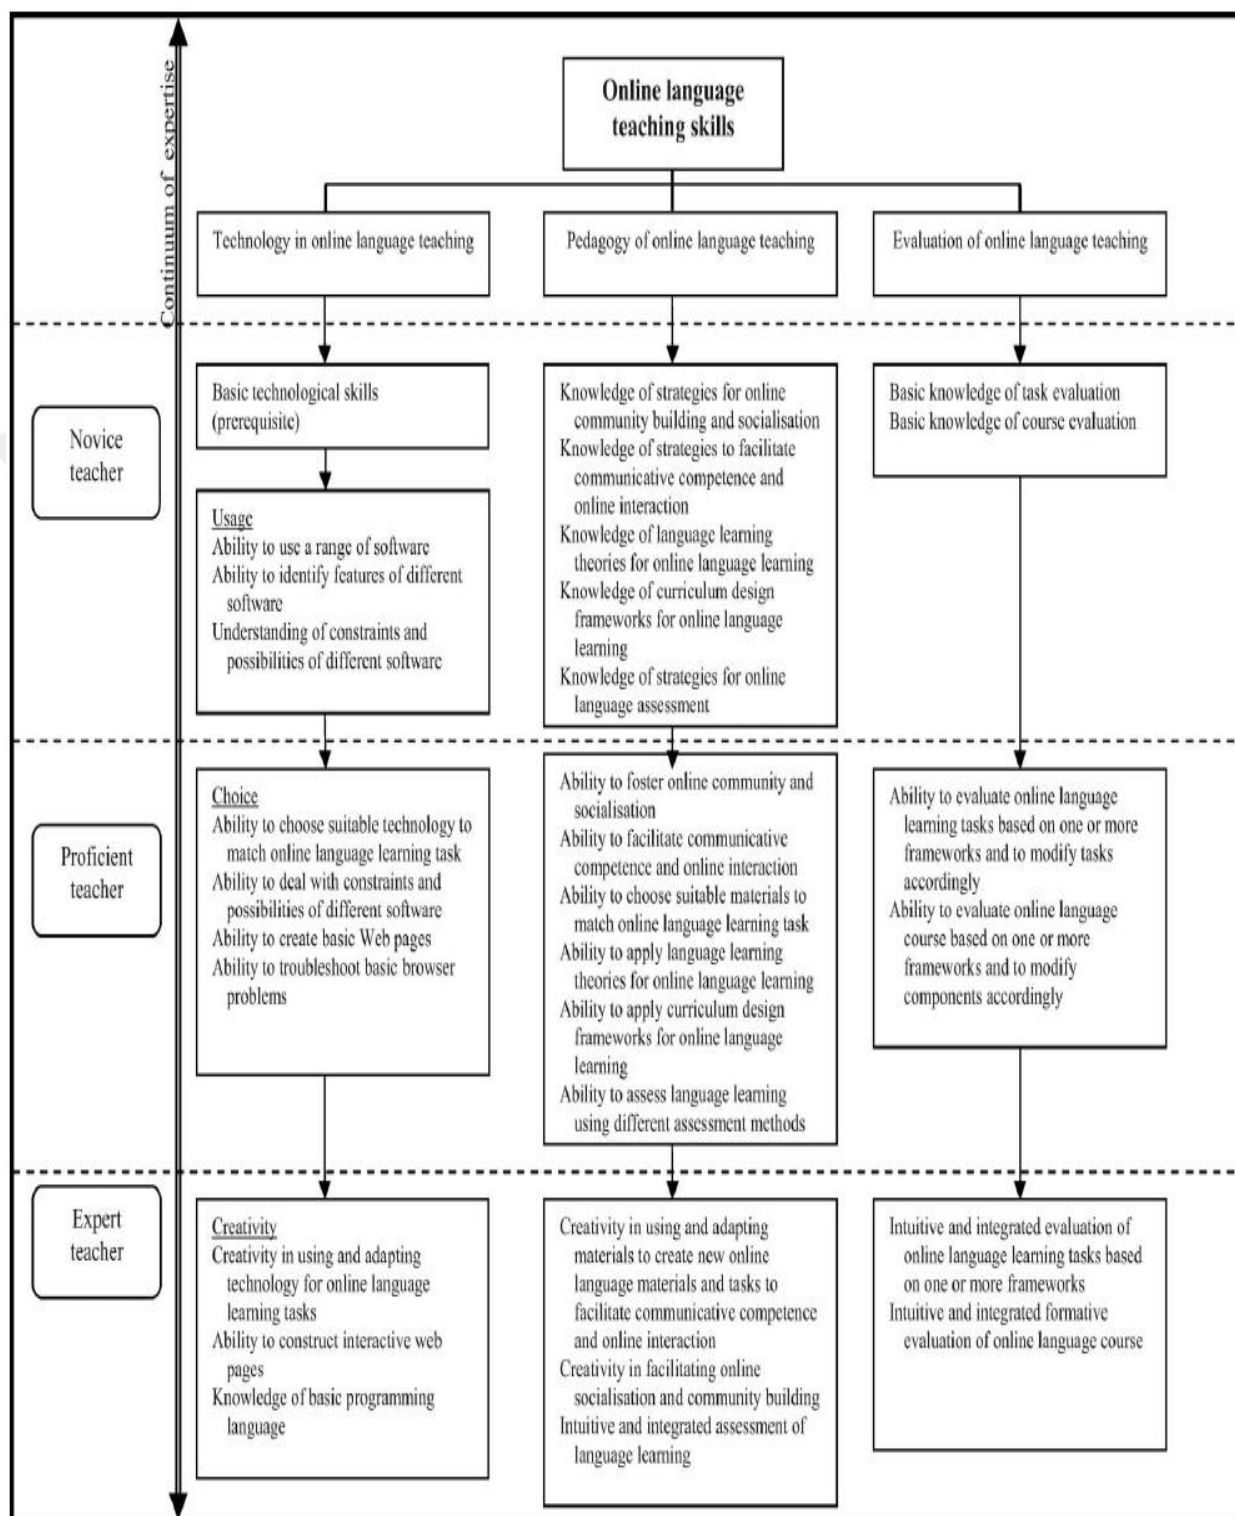 Continuum of expertise
Online language
teaching skills
Technology in online language teaching
Pedagogy of online language teaching
Evaluation of online language teaching
Novice
teacher
Basic technological skills
(prerequisite)
Usage
Ability to use a range of software
Ability to identify features of different
software
Understanding of constraints and
possibilities of different software
Knowledge of strategies for online
community building and socialisation
Knowledge of strategies to facilitate
communicative competence and
online interaction
Knowledge of language learning
theories for online language learning
Knowledge of curriculum design
frameworks for online language
learning
Knowledge of strategies for online
language assessment
Basic knowledge of task evaluation
Basic knowledge of course evaluation
Proficient
teacher
Choice
Ability to choose suitable technology to
match online language learning task
Ability to deal with constraints and
possibilities of different software
Ability to create basic Web pages
Ability to troubleshoot basic browser
problems
Ability to foster online community and
socialisation
Ability to facilitate communicative
competence and online interaction
Ability to choose suitable materials to
match online language learning task
Ability to apply language learning
theories for online language learning
Ability to apply curriculum design
frameworks for online language
learning
Ability to assess language learning
using different assessment methods
Ability to evaluate online language
learning tasks based on one or more
frameworks and to modify tasks
accordingly
Ability to evaluate online language
course based on one or more
frameworks and to modify
components accordingly
Expert
teacher
Creativity
Creativity in using and adapting
technology for online language
learning tasks
Ability to construct interactive web
pages
Knowledge of basic programming
language
Creativity in using and adapting
materials to create new online
language materials and tasks to
facilitate communicative competence
and online interaction
Creativity in facilitating online
socialisation and community building
Intuitive and integrated assessment of
language learning
Intuitive and integrated evaluation of
online language learning tasks based
on one or more frameworks
Intuitive and integrated formative
evaluation of online language course